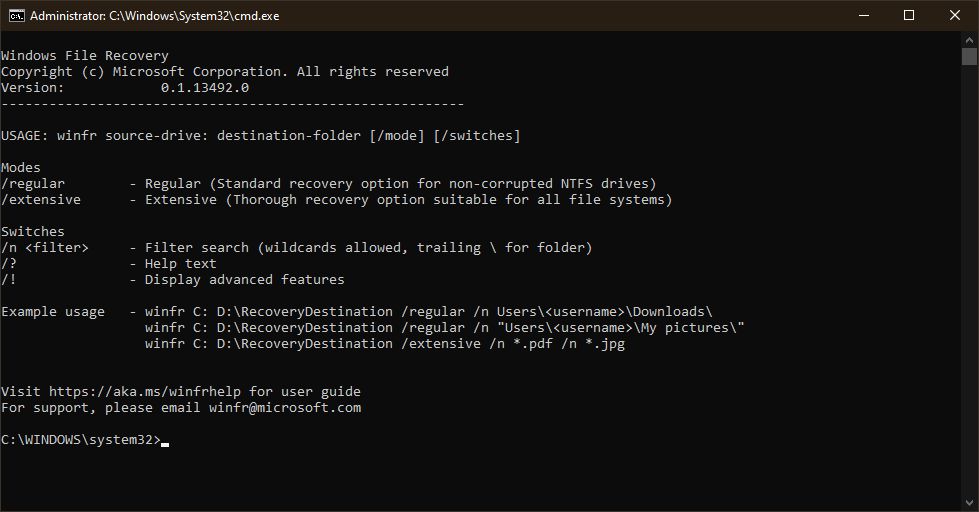 Administrator: C:\Windows\System32\cmd.exe
Windows File Recovery
Copyright (c) Microsoft Corporation. All rights reserved
Version:            0.1.13492.0
----------------------------------------------------------
USAGE: winfr source-drive: destination-folder [/mode] [/switches]
Modes
/regular        - Regular (Standard recovery option for non-corrupted NTFS drives)
/extensive      - Extensive (Thorough recovery option suitable for all file systems)
Switches
/n <filter>     - Filter search (wildcards allowed, trailing \ for folder)
/?              - Help text
/!              - Display advanced features
Example usage   - winfr C: D:\RecoveryDestination /regular /n Users\<username>\Downloads\
                  winfr C: D:\RecoveryDestination /regular /n "Users\<username>\My pictures\"
                  winfr C: D:\RecoveryDestination /extensive /n *.pdf /n *.jpg
Visit https://aka.ms/winfrhelp for user guide
For support, please email winfr@microsoft.com
C:\WINDOWS\system32>